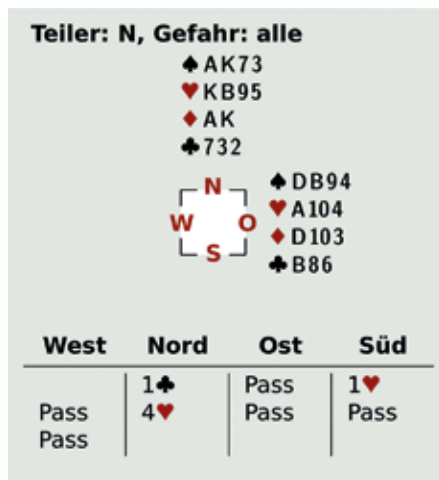 Teiler: N, Gefahr: alle
♠AK73
♥KB95
♦AK
♣732
N
W O
S
♠DB94
♥A104
♦D103
♣B86
West Nord Ost Süd
1♣ Pass 1♥
Pass 4♥ Pass Pass
Pass